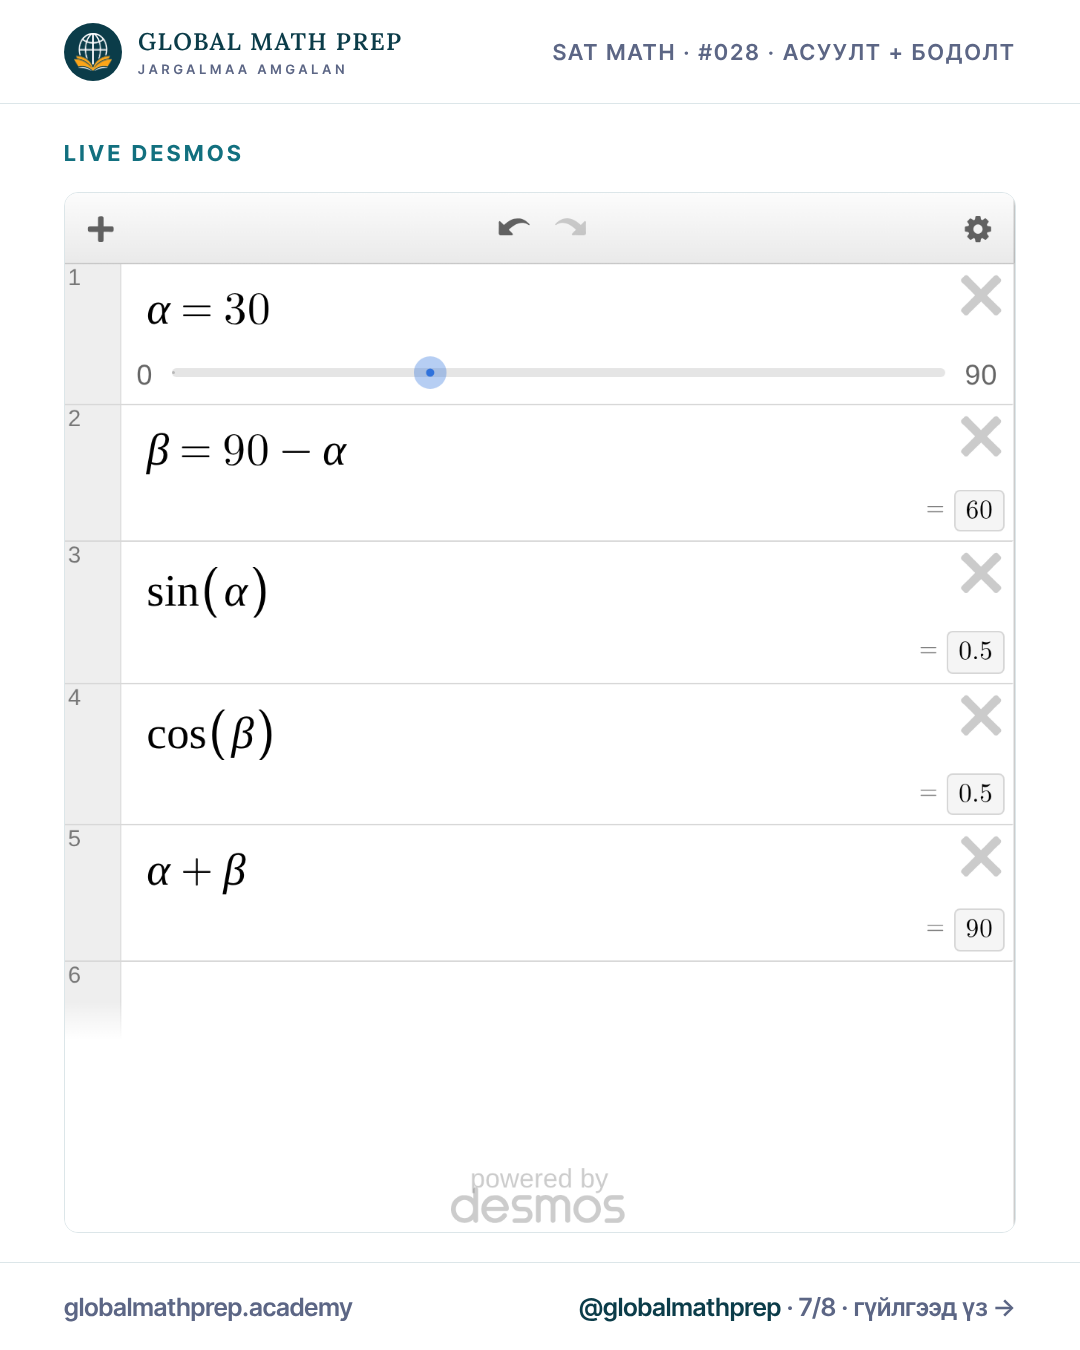 GLOBAL MATH PREP
JARGALMAA AMGALAN
SAT MATH · #028 · АСУУЛТ + БОДОЛТ
LIVE DESMOS
1
α = 30
0
90
2
β = 90 − α
= 60
3
sin(α)
= 0.5
4
cos(β)
= 0.5
5
α + β
= 90
6
powered by
desmos
globalmathprep.academy
@globalmathprep · 7/8 · гүйлгээд үз →